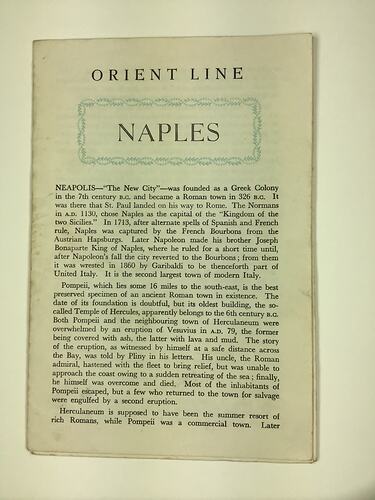 ORIENT LINE
NAPLES
NEAPOLIS—"The New City"—was founded as a Greek Colony
in the 7th century B.C. and became a Roman town in 326 B.C. It
was there that St. Paul landed on his way to Rome. The Normans
in A.D. 1130, chose Naples as the capital of the "Kingdom of the
two Sicilies." In 1713, after alternate spells of Spanish and French
rule, Naples was captured by the French Bourbons from the
Austrian Hapsburgs. Later Napoleon made his brother Joseph
Bonaparte King of Naples, where he ruled for a short time until,
after Napoleon's fall the city reverted to the Bourbons; from them
it was wrested in 1860 by Garibaldi to be thenceforth part of
United Italy. It is the second largest town of modern Italy.
Pompeii, which lies some 16 miles to the south-east, is the best
preserved specimen of an ancient Roman town in existence. The
date of its foundation is doubtful, but its oldest building, the so-
called Temple of Hercules, apparently belongs to the 6th century B.C.
Both Pompeii and the neighbouring town of Herculaneum were
overwhelmed by an eruption of Vesuvius in A.D. 79, the former
being covered with ash, the latter with lava and mud. The story
of the eruption, as witnessed by himself at a safe distance across
the Bay, was told by Pliny in his letters. His uncle, the Roman
admiral, hastened with the fleet to bring relief, but was unable to
approach the coast owing to a sudden retreating of the sea; finally,
he himself was overcome and died. Most of the inhabitants of
Pompeii escaped, but a few who returned to the town for salvage
were engulfed by a second eruption.
Herculaneum is supposed to have been the summer resort of
rich Romans, while Pompeii was a commercial town. Later